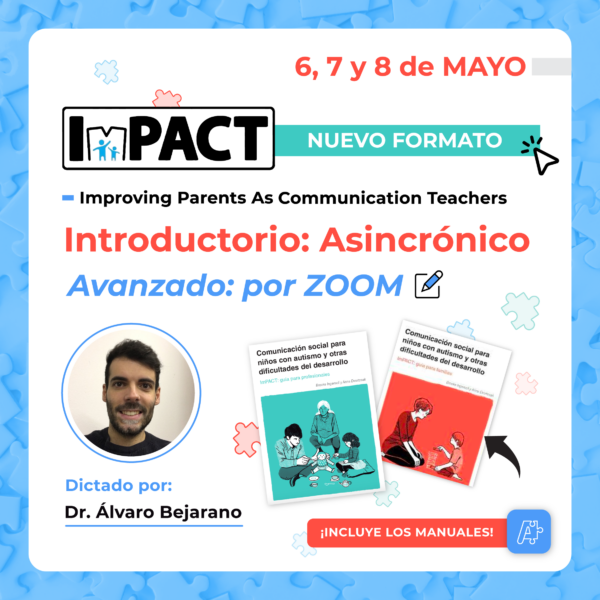 6, 7 y 8 de MAYO
ImPACT
NUEVO FORMATO
Improving Parents As Communication Teachers
Introductorio: Asincrónico
Avanzado: por ZOOM
Comunicación social para
niños con autismo y otras
dificultades del desarrollo
ImPACT: guía para profesionales
Comunicación social para
niños con autismo y otras
dificultades del desarrollo
ImPACT: guía para familias
Dictado por:
Dr. Álvaro Bejarano
¡INCLUYE LOS MANUALES!
A